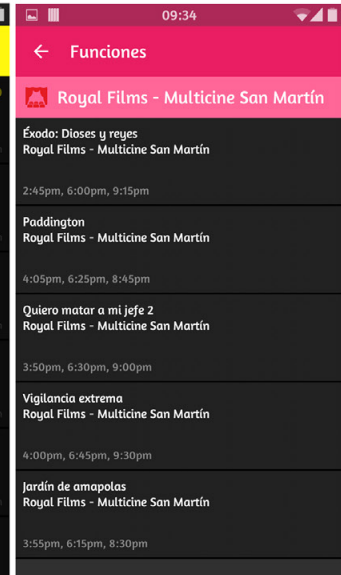 09:34
Funciones
Royal Films - Multicine San Martín
Éxodo: Dioses y reyes
Royal Films - Multicine San Martín
2:45pm, 6:00pm, 9:15pm
Paddington
Royal Films - Multicine San Martín
4:05pm, 6:25pm, 8:45pm
Quiero matar a mi jefe 2
Royal Films - Multicine San Martín
3:50pm, 6:30pm, 9:00pm
Vigilancia extrema
Royal Films - Multicine San Martín
4:00pm, 6:45pm, 9:30pm
Jardín de amapolas
Royal Films - Multicine San Martín
3:55pm, 6:15pm, 8:30pm